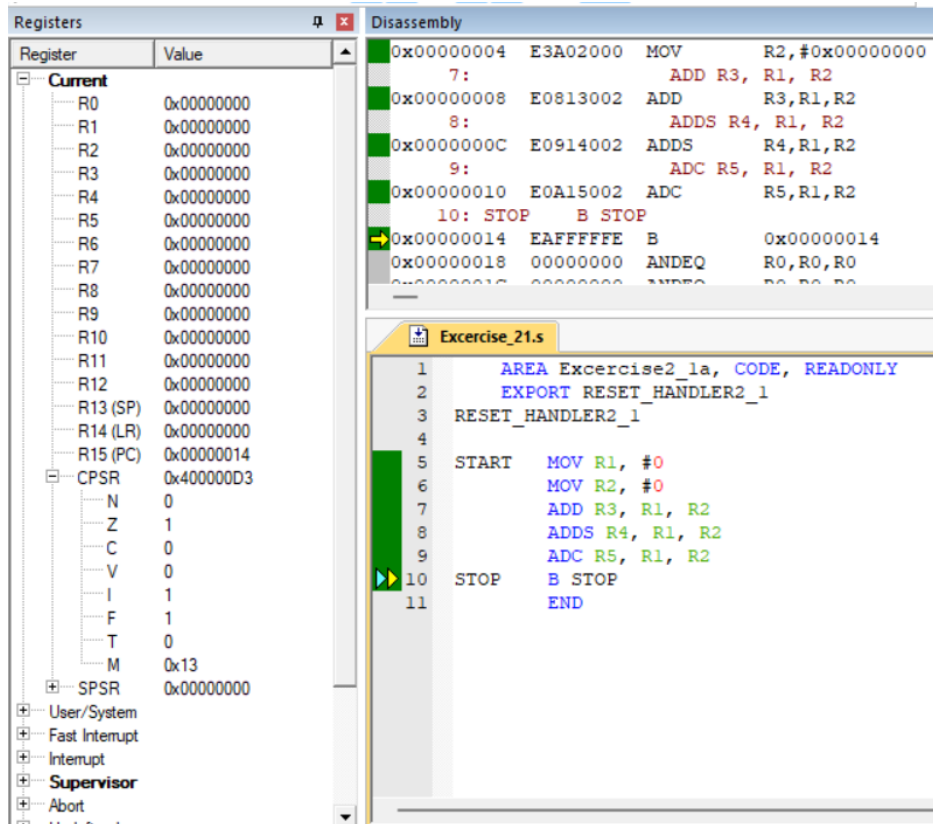 Registers
Register Value
Current
R0 0x00000000
R1 0x00000000
R2 0x00000000
R3 0x00000000
R4 0x00000000
R5 0x00000000
R6 0x00000000
R7 0x00000000
R8 0x00000000
R9 0x00000000
R10 0x00000000
R11 0x00000000
R12 0x00000000
R13 (SP) 0x00000000
R14 (LR) 0x00000000
R15 (PC) 0x00000014
CPSR 0x400000D3
N 0
Z 1
C 0
V 0
I 1
F 1
T 0
M 0x13
SPSR 0x00000000
User/System
Fast Interrupt
Interrupt
Supervisor
Abort
Disassembly
0x00000004 E3A02000 MOV R2,#0x00000000
7: ADD R3, R1, R2
0x00000008 E0813002 ADD R3,R1,R2
8: ADDS R4, R1, R2
0x0000000C E0914002 ADDS R4,R1,R2
9: ADC R5, R1, R2
0x00000010 E0A15002 ADC R5,R1,R2
10: STOP B STOP
0x00000014 EAFFFFFE B 0x00000014
0x00000018 00000000 ANDEQ R0,R0,R0
Excercise_21.s
1 AREA Excercise2_1a, CODE, READONLY
2 EXPORT RESET_HANDLER2_1
3 RESET_HANDLER2_1
4
5 START MOV R1, #0
6 MOV R2, #0
7 ADD R3, R1, R2
8 ADDS R4, R1, R2
9 ADC R5, R1, R2
10 STOP B STOP
11 END